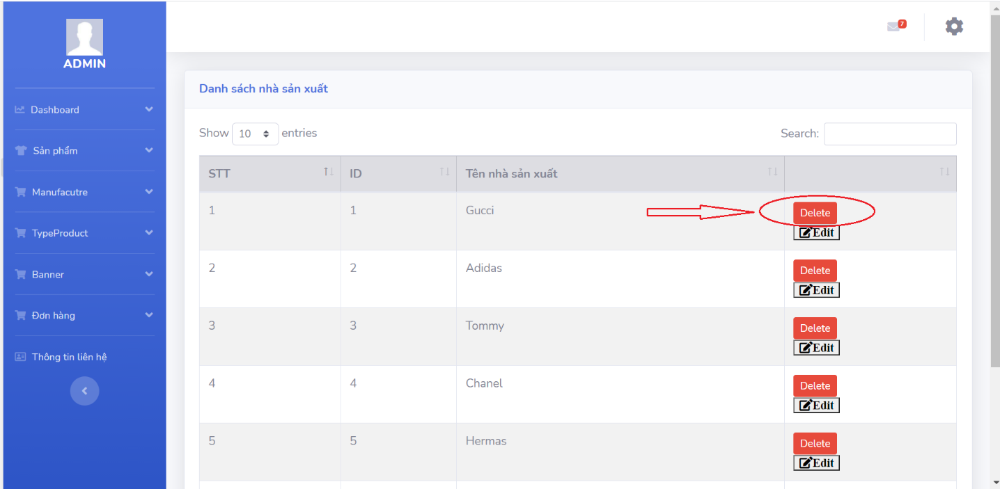 7
ADMIN
Dashboard
Sản phẩm
Manufacutre
TypeProduct
Banner
Đơn hàng
Thông tin liên hệ
Danh sách nhà sản xuất
Show 10 entries
Search:
STT ID Tên nhà sản xuất
1 1 Gucci Delete
Edit
2 2 Adidas Delete
Edit
3 3 Tommy Delete
Edit
4 4 Chanel Delete
Edit
5 5 Hermas Delete
Edit